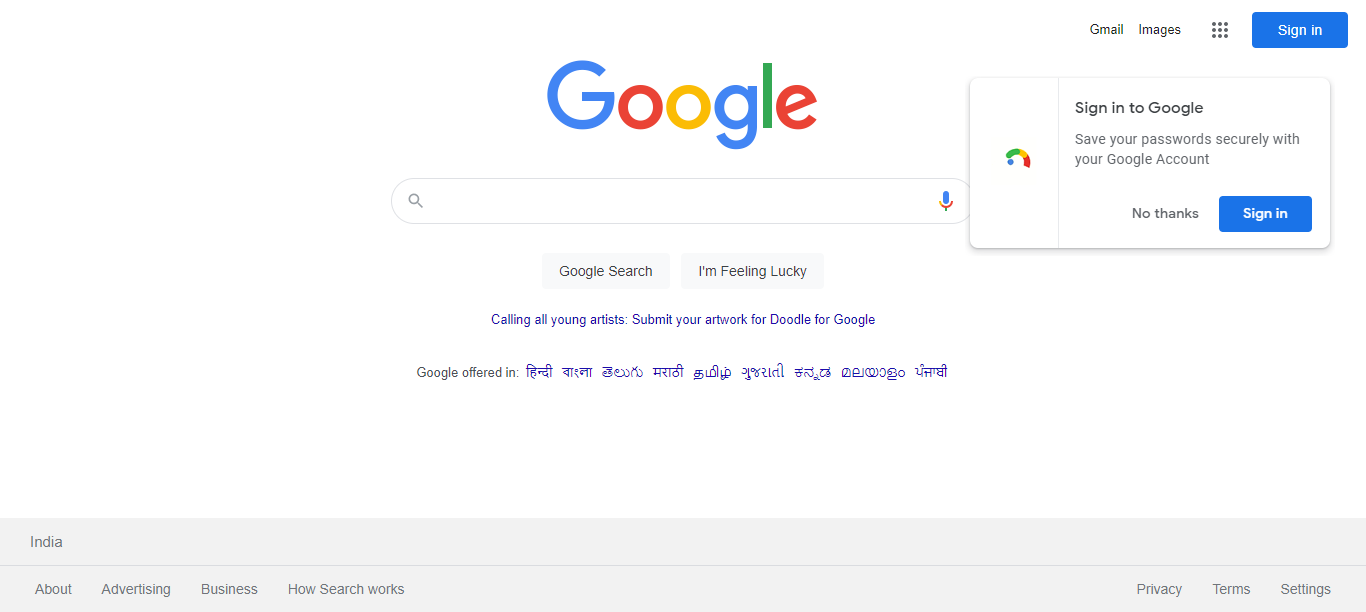 Gmail Images Sign in
Google
Sign in to Google
Save your passwords securely with
your Google Account
No thanks Sign in
Google Search I'm Feeling Lucky
Calling all young artists: Submit your artwork for Doodle for Google
Google offered in: हिन्दी বাংলা తెలుగు मराठी தமிழ் ગુજરાતી ಕನ್ನಡ മലയാളം ਪੰਜਾਬੀ
India
About Advertising Business How Search works Privacy Terms Settings